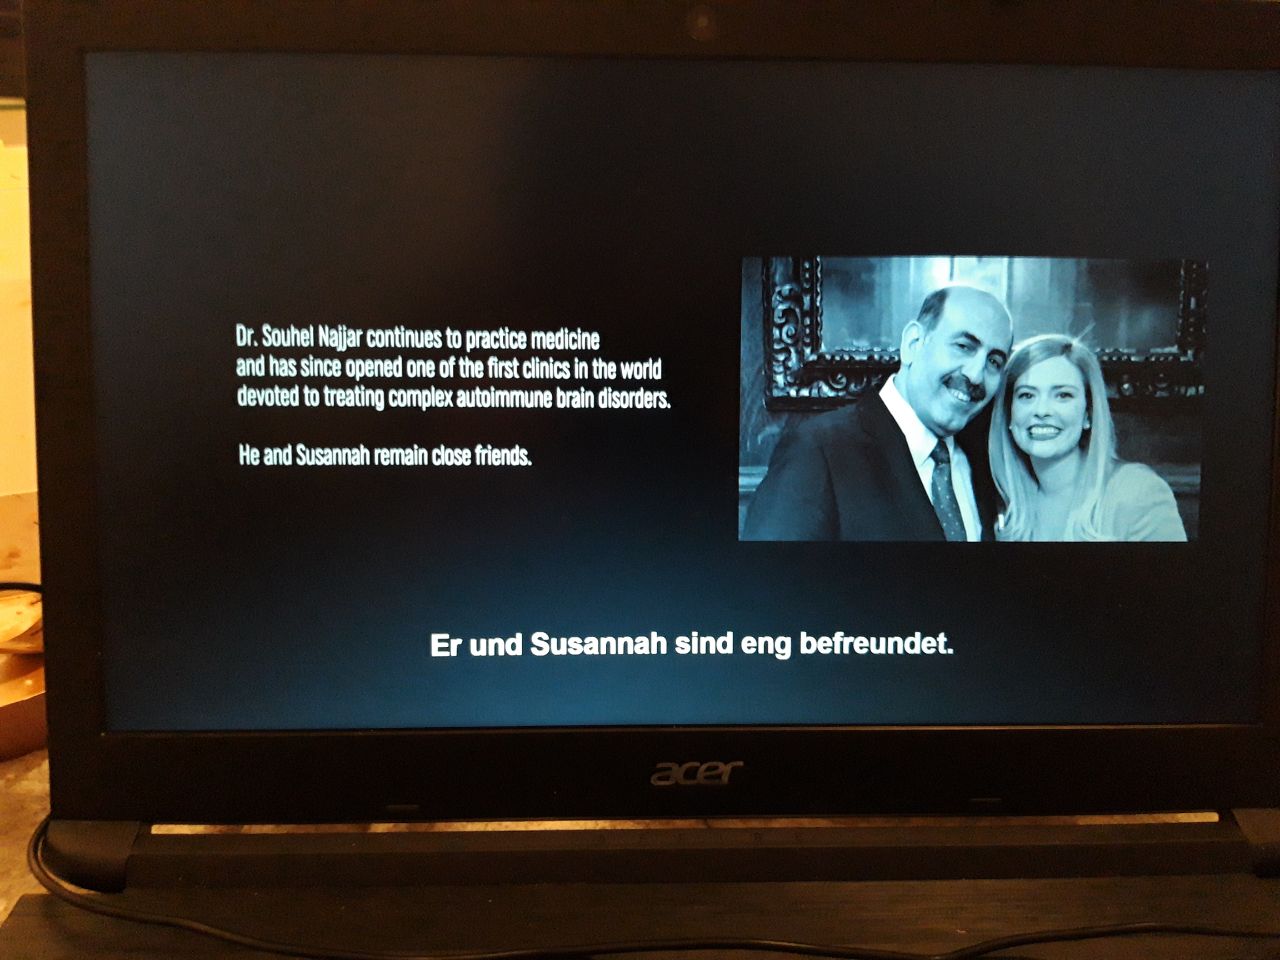 Dr. Souhel Najjar continues to practice medicine
and has since opened one of the first clinics in the world
devoted to treating complex autoimmune brain disorders.
He and Susannah remain close friends.
Er und Susannah sind eng befreundet.
acer